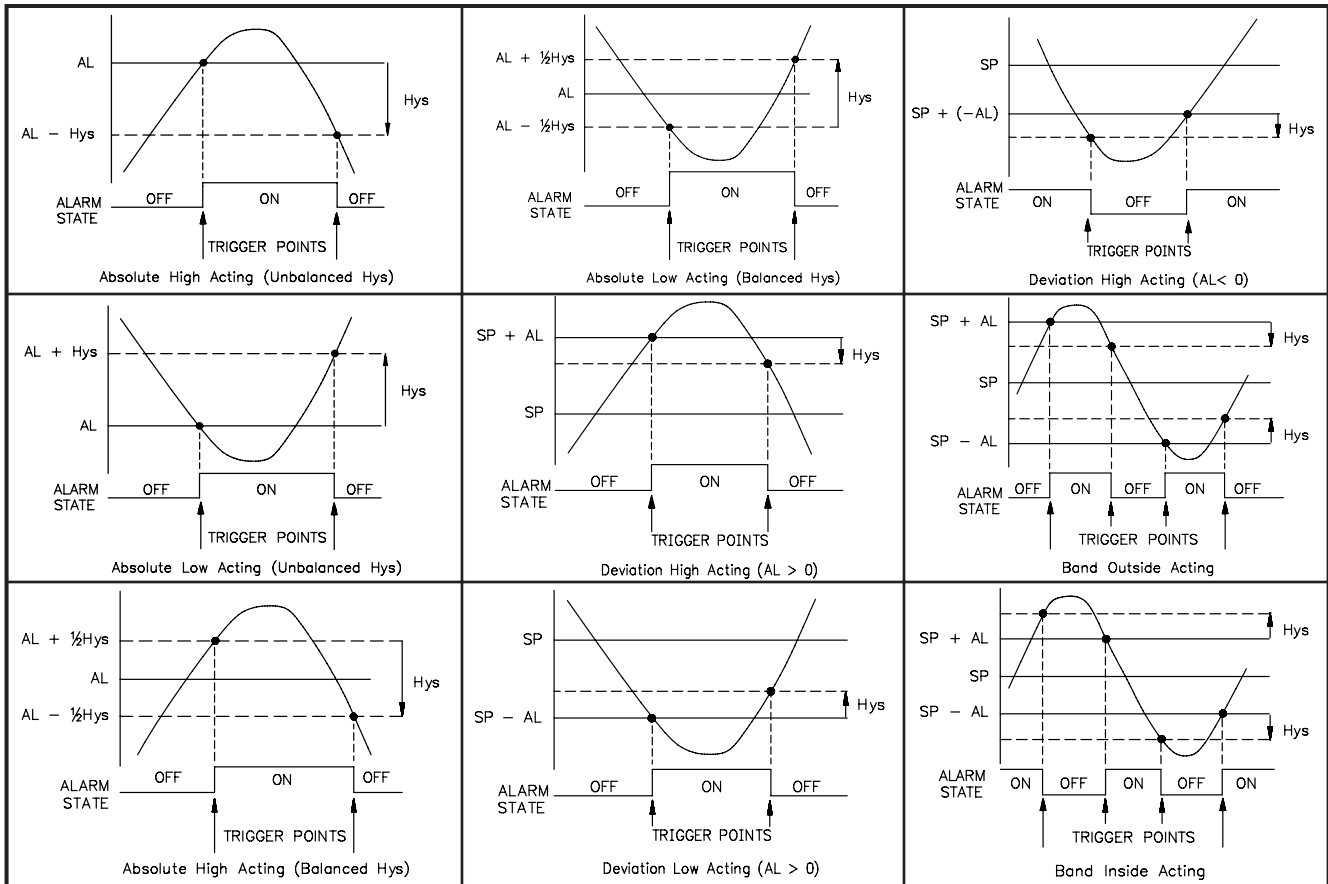 AL
Hys
AL - Hys
OFF
ON
OFF
ALARM
STATE
TRIGGER POINTS
Absolute High Acting (Unbalanced Hys)
AL + ½Hys
AL
Hys
AL - ½Hys
OFF
ON
OFF
ALARM
STATE
TRIGGER POINTS
Absolute Low Acting (Balanced Hys)
SP
SP + (-AL)
Hys
ALARM
STATE
ON
OFF
ON
TRIGGER POINTS
Deviation High Acting (AL< 0)
AL + Hys
Hys
AL
OFF
ON
OFF
ALARM
STATE
TRIGGER POINTS
Absolute Low Acting (Unbalanced Hys)
SP + AL
Hys
SP
OFF
ON
OFF
ALARM
STATE
TRIGGER POINTS
Deviation High Acting (AL > 0)
SP + AL
Hys
SP
Hys
SP - AL
OFF
ON
OFF
ON
OFF
ALARM
STATE
TRIGGER POINTS
Band Outside Acting
AL + ½Hys
AL
Hys
AL - ½Hys
OFF
ON
OFF
ALARM
STATE
TRIGGER POINTS
Absolute High Acting (Balanced Hys)
SP
Hys
SP - AL
OFF
ON
OFF
ALARM
STATE
TRIGGER POINTS
Deviation Low Acting (AL > 0)
Hys
SP + AL
SP
SP - AL
Hys
ALARM
STATE
ON
OFF
ON
OFF
ON
TRIGGER POINTS
Band Inside Acting